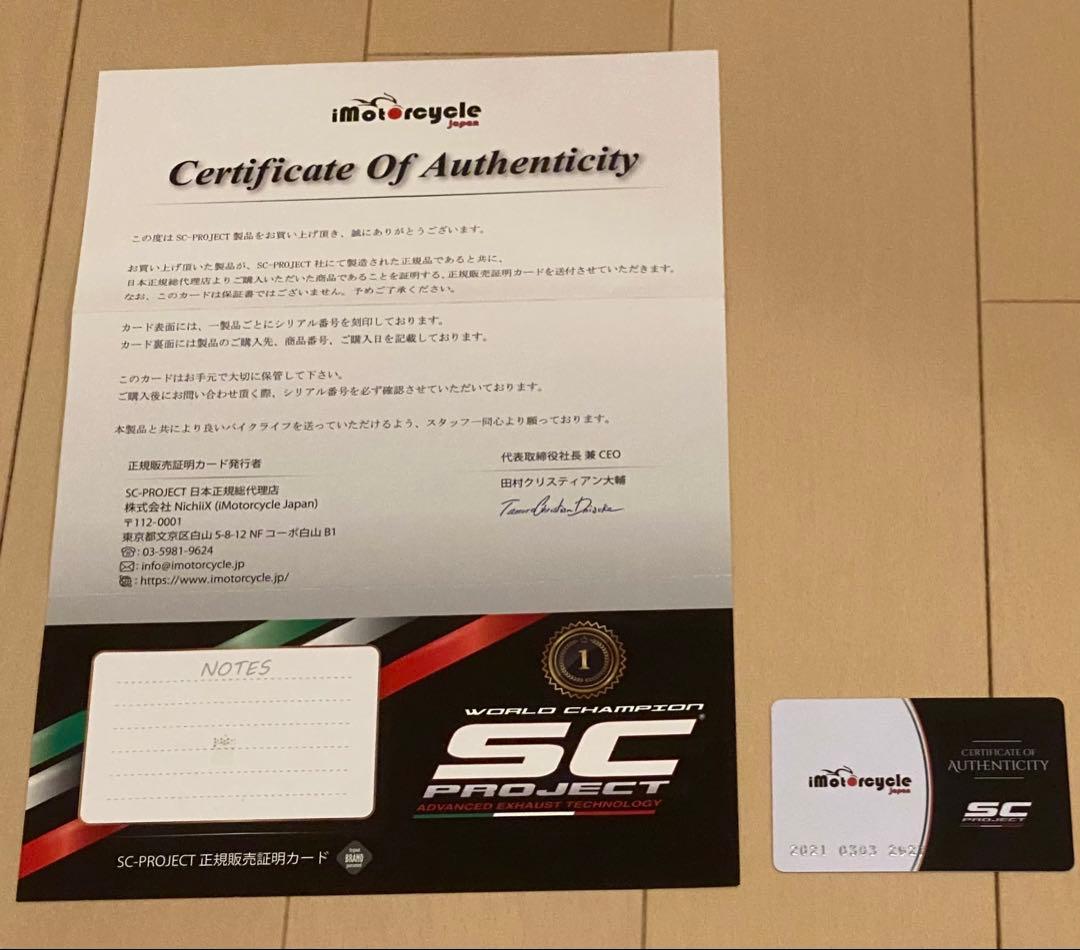 iMotorcycle
Japan
Certificate Of Authenticity
この度は SC-PROJECT 製品をお買い上げ頂き、誠にありがとうございます。
お買い上げ頂いた製品が、SC-PROJECT 社にて製造された正規品であると共に、
日本正規総代理店よりご購入いただいた商品であることを証明する、正規販売証明カードを送付させていただきます。
なお、このカードは保証書ではございません。予めご了承ください。
カード表面には、一製品ごとにシリアル番号を刻印しております。
カード裏面には製品のご購入先、商品番号、ご購入日を記載しております。
このカードはお手元で大切に保管して下さい。
ご購入後にお問い合わせ頂く際、シリアル番号を必ず確認させていただいております。
本製品と共により良いバイクライフを送っていただけるよう、スタッフ一同心より願っております。
正規販売証明カード発行者
SC-PROJECT 日本正規総代理店
株式会社 NichiiX (iMotorcycle Japan)
〒112-0001
東京都文京区白山 5-8-12 NF コーポ白山 B1
: 03-5981-9624
: info@imotorcycle.jp
: https://www.imotorcycle.jp/
代表取締役社長 兼 CEO
田村クリスティアン大輔
Tamura Christian Daisuke
NOTES
1
WORLD CHAMPION
SC®
PROJECT
ADVANCED EXHAUST TECHNOLOGY
SC-PROJECT 正規販売証明カード
BRAND
iMotorcycle
Japan
CERTIFICATE OF
AUTHENTICITY
SC
PROJECT
2021 0303